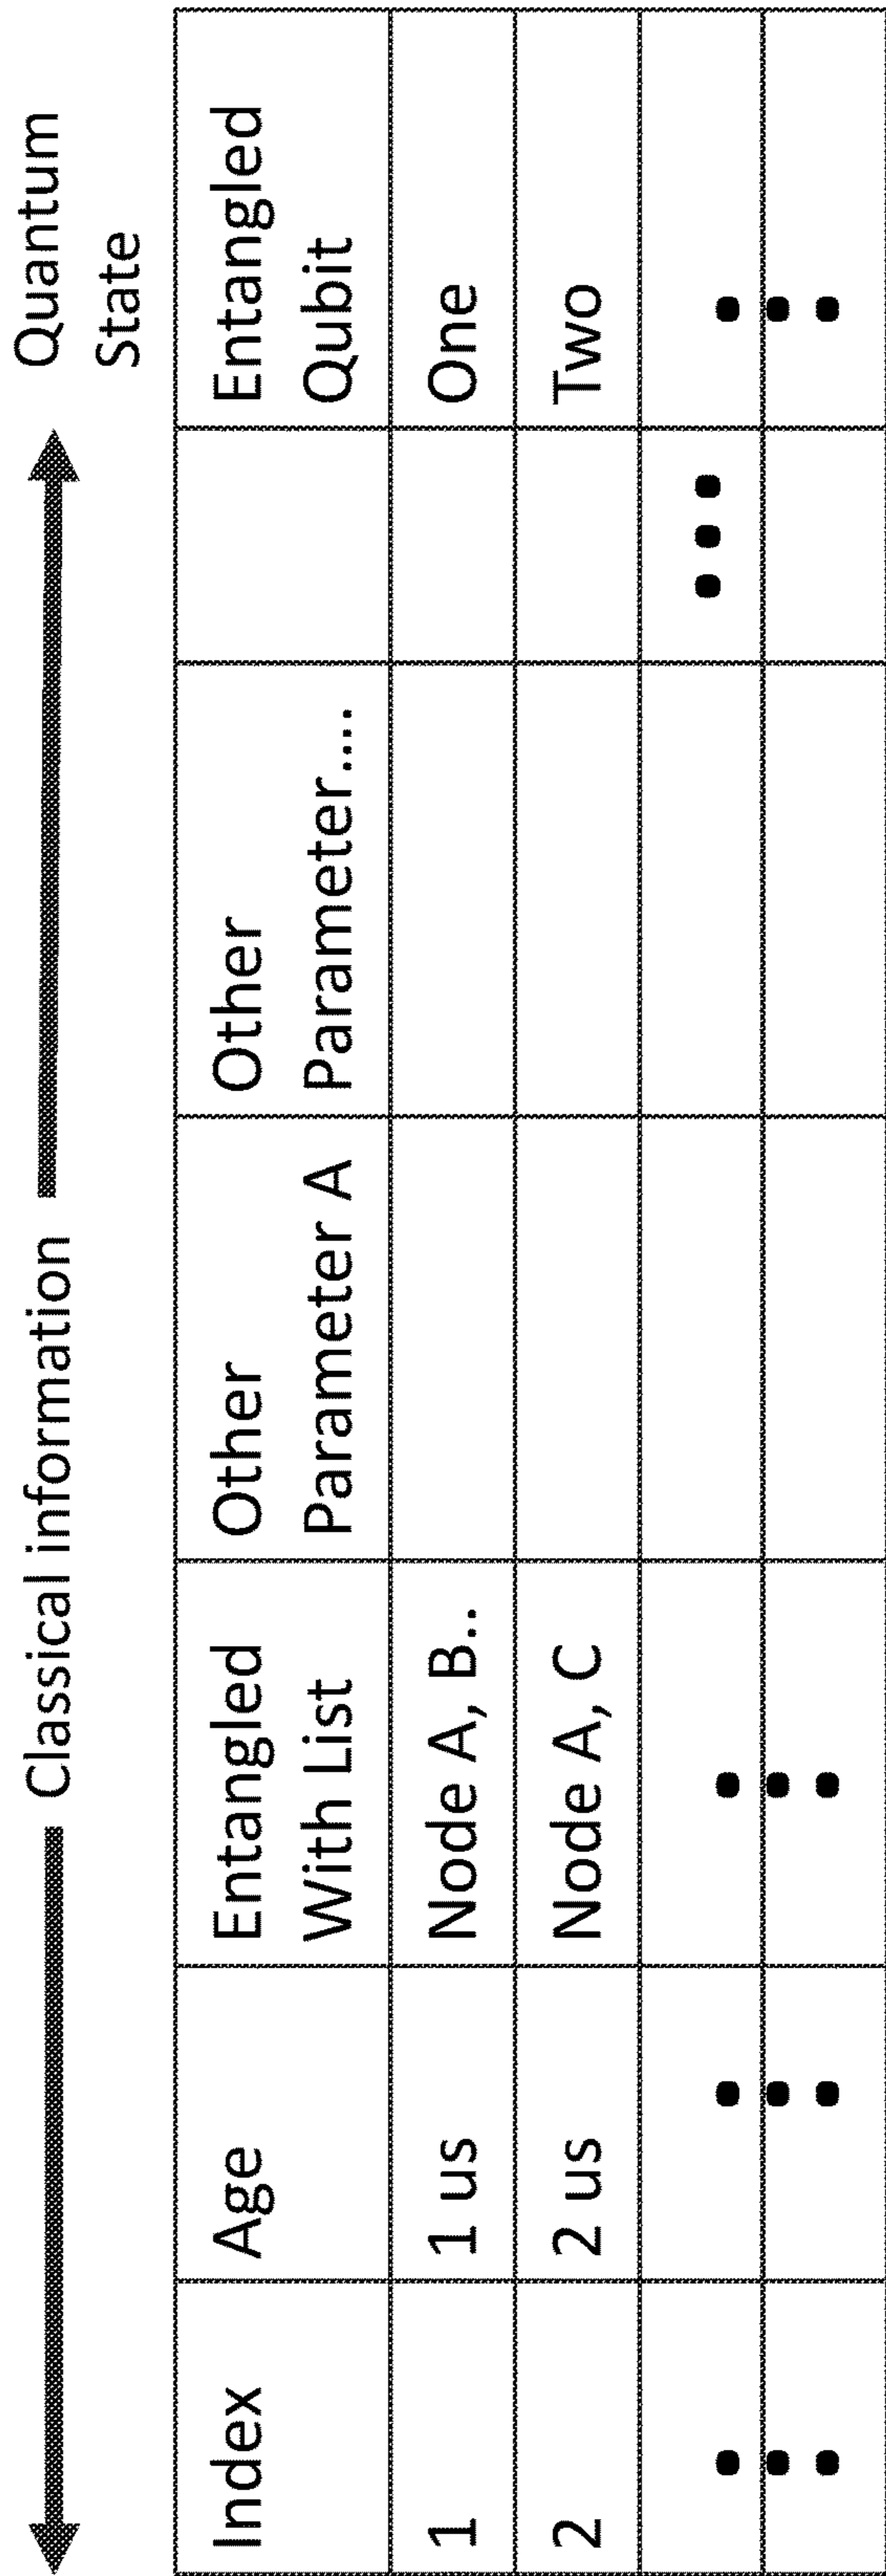 Classical information
Quantum
State
Index
Age
Entangled
With List
Other
Parameter A
Other
Parameter....
Entangled
Qubit
1
1 us
Node A, B..
One
2
2 us
Node A, C
Two